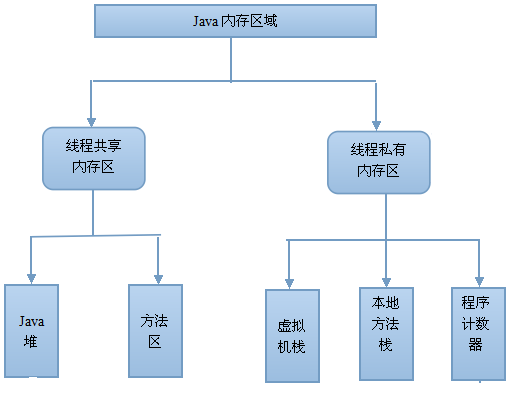 Java 内存区域
线程共享
内存区
线程私有
内存区
Java
堆
方法
区
虚拟
机栈
本地
方法
栈
程序
计数
器